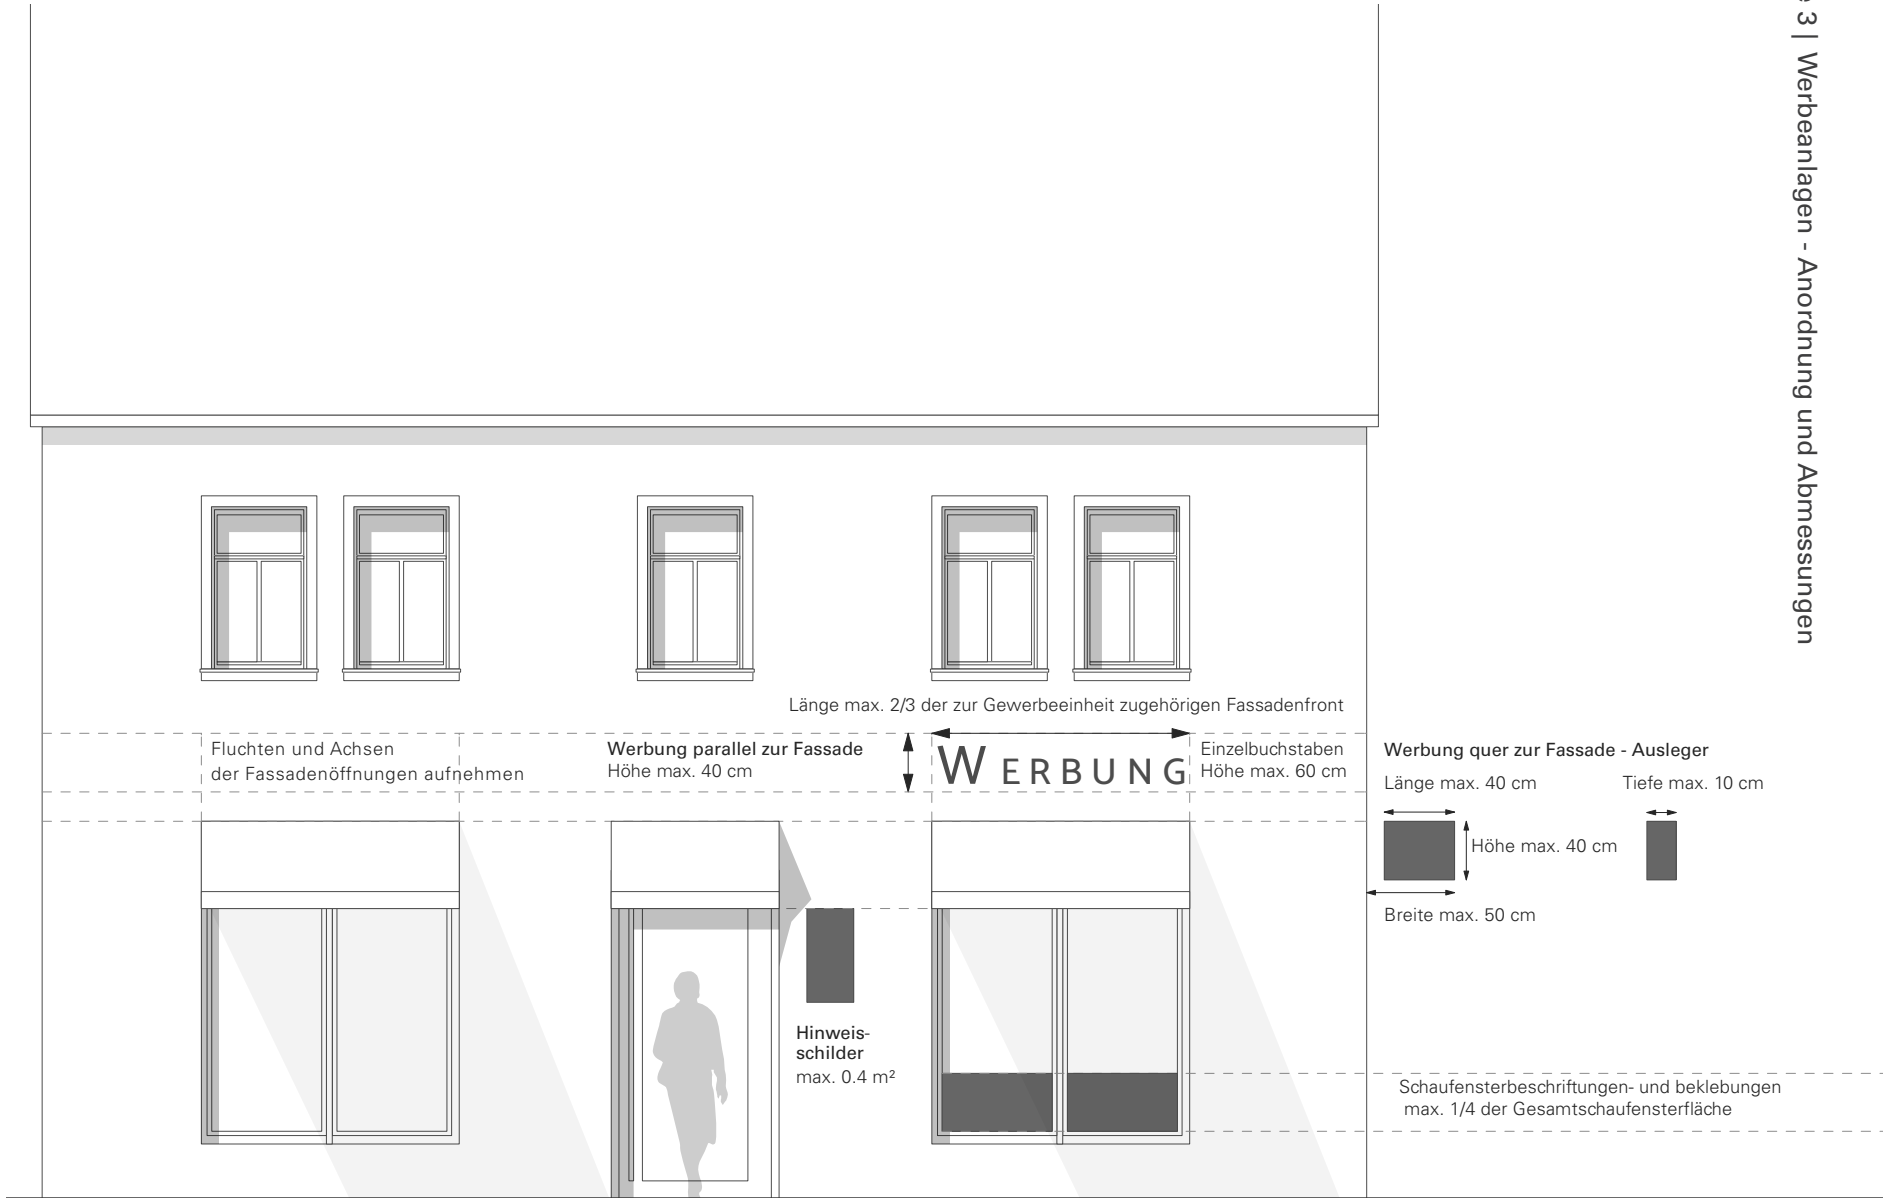 3 | Werbeanlagen - Anordnung und Abmessungen
Länge max. 2/3 der zur Gewerbeeinheit zugehörigen Fassadenfront
Fluchten und Achsen
der Fassadenöffnungen aufnehmen
Werbung parallel zur Fassade
Höhe max. 40 cm
WERBUNG
Einzelbuchstaben
Höhe max. 60 cm
Werbung quer zur Fassade - Ausleger
Länge max. 40 cm
Tiefe max. 10 cm
Höhe max. 40 cm
Breite max. 50 cm
Hinweis-
schilder
max. 0.4 m²
Schaufensterbeschriftungen- und beklebungen
max. 1/4 der Gesamtschaufensterfläche